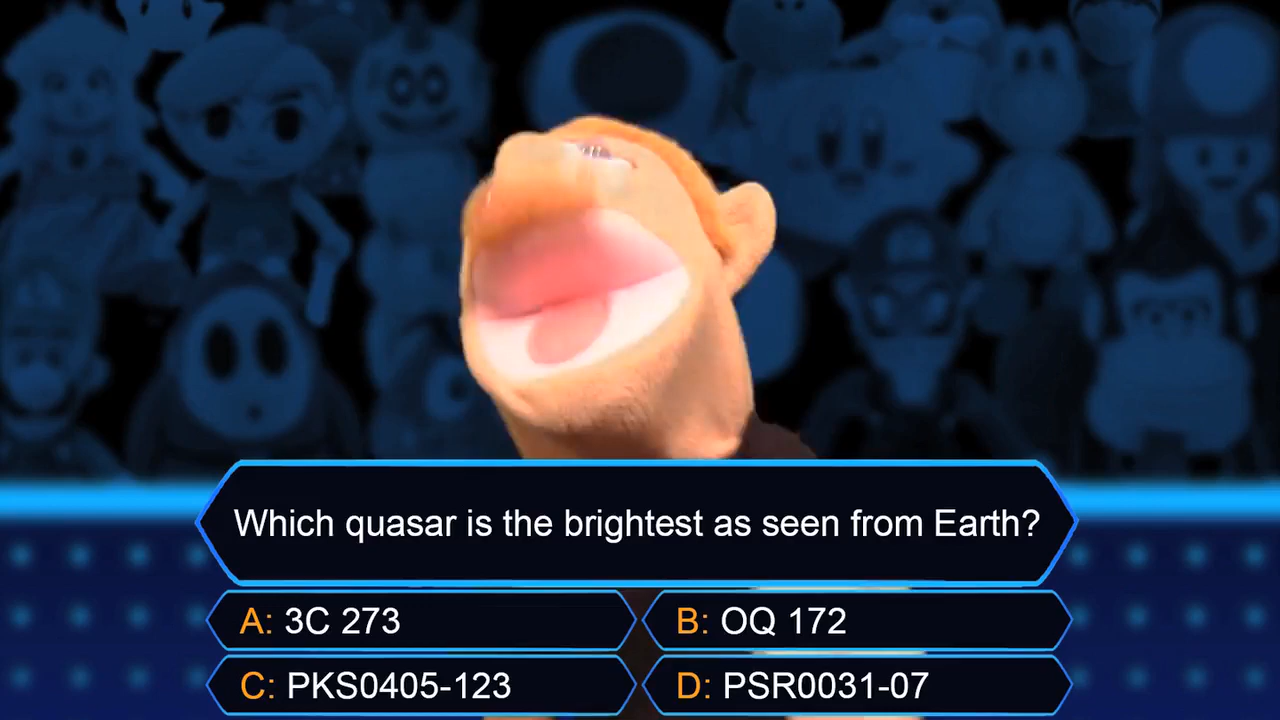 Which quasar is the brightest as seen from Earth?
A: 3C 273
B: OQ 172
C: PKS0405-123
D: PSR0031-07